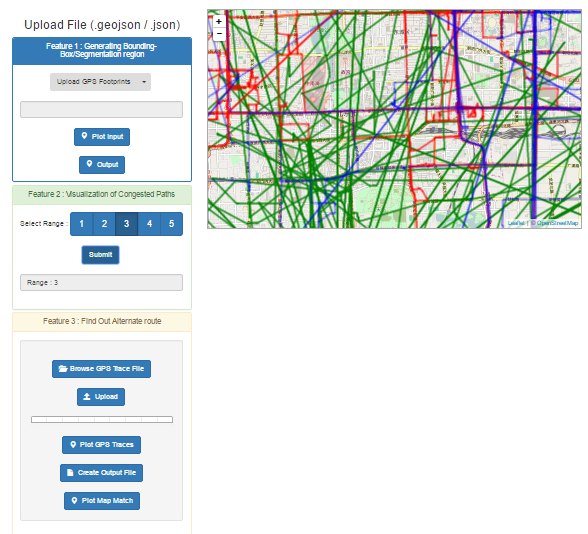 Upload File (.geojson / .json)
Feature 1 : Generating Bounding-
Box/Segmentation region
Upload GPS Footprints
Plot Input
Output
Feature 2 : Visualization of Congested Paths
Select Range : 1 2 3 4 5
Submit
Range : 3
Feature 3 : Find Out Alternate route
Browse GPS Trace File
Upload
Plot GPS Traces
Create Output File
Plot Map Match
+
−
Leaflet | © OpenStreetMap